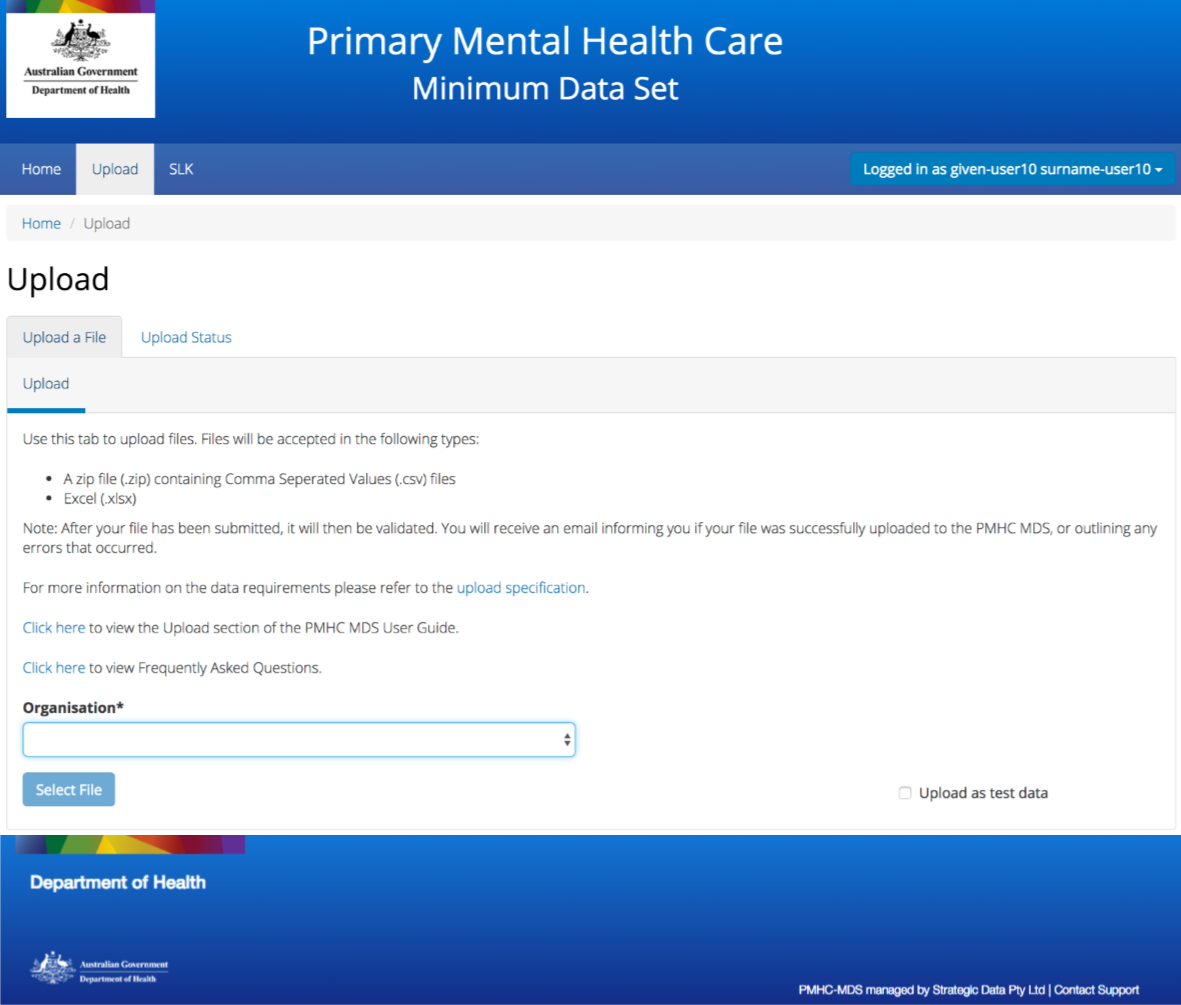 Australian Government
Department of Health
Primary Mental Health Care
Minimum Data Set
Home Upload SLK Logged in as given-user10 surname-user10
Home / Upload
Upload
Upload a File Upload Status
Upload
Use this tab to upload files. Files will be accepted in the following types:
• A zip file (.zip) containing Comma Seperated Values (.csv) files
• Excel (.xlsx)
Note: After your file has been submitted, it will then be validated. You will receive an email informing you if your file was successfully uploaded to the PMHC MDS, or outlining any
errors that occurred.
For more information on the data requirements please refer to the upload specification.
Click here to view the Upload section of the PMHC MDS User Guide.
Click here to view Frequently Asked Questions.
Organisation*
Select File Upload as test data
Department of Health
Australian Government
Department of Health
PMHC-MDS managed by Strategic Data Pty Ltd | Contact Support